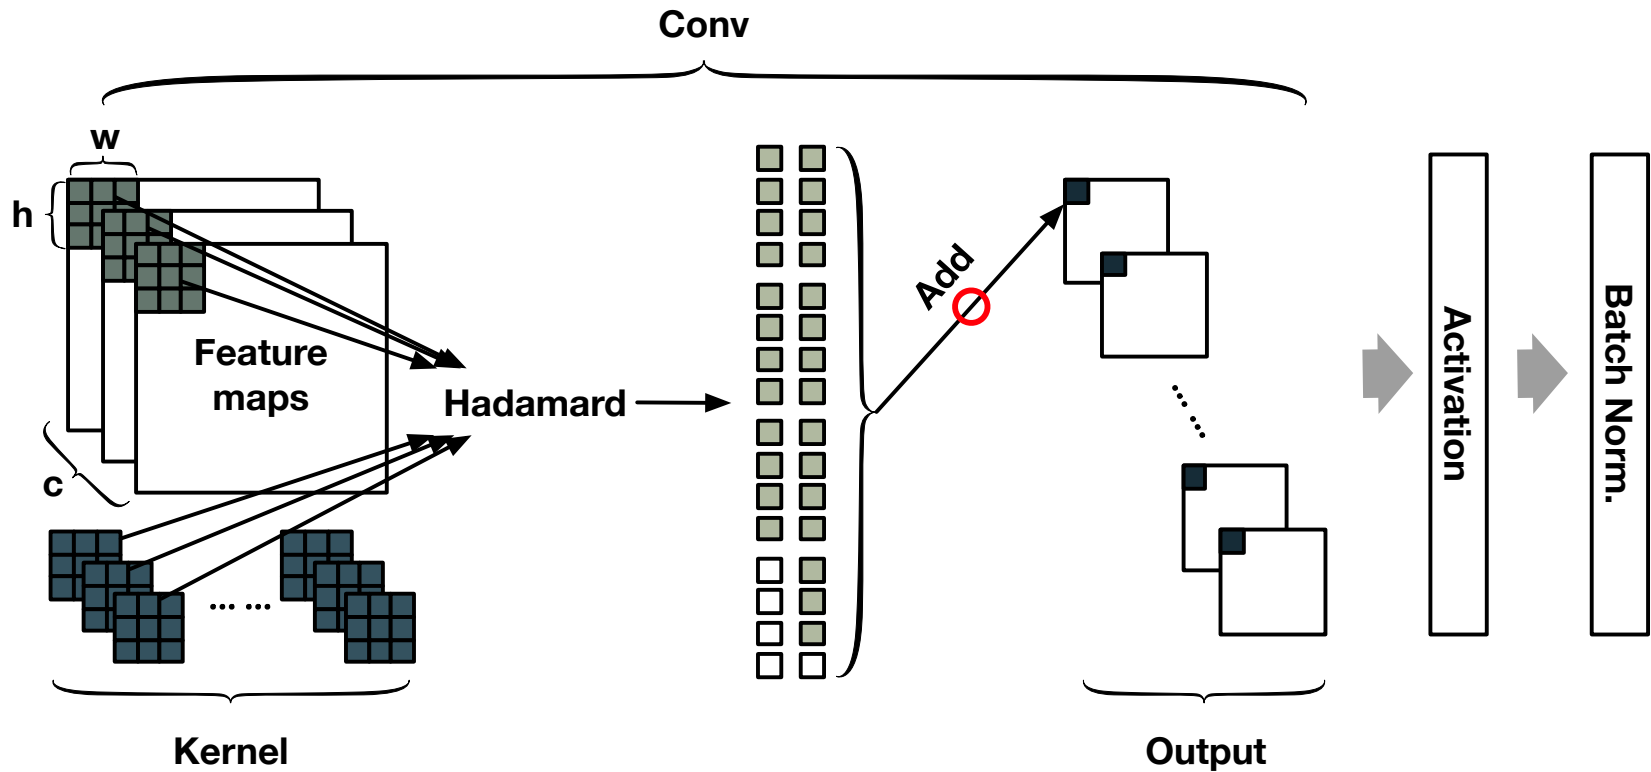 Conv
w
h
Feature
maps
Hadamard
Add
c
Kernel
Output
Activation
Batch Norm.